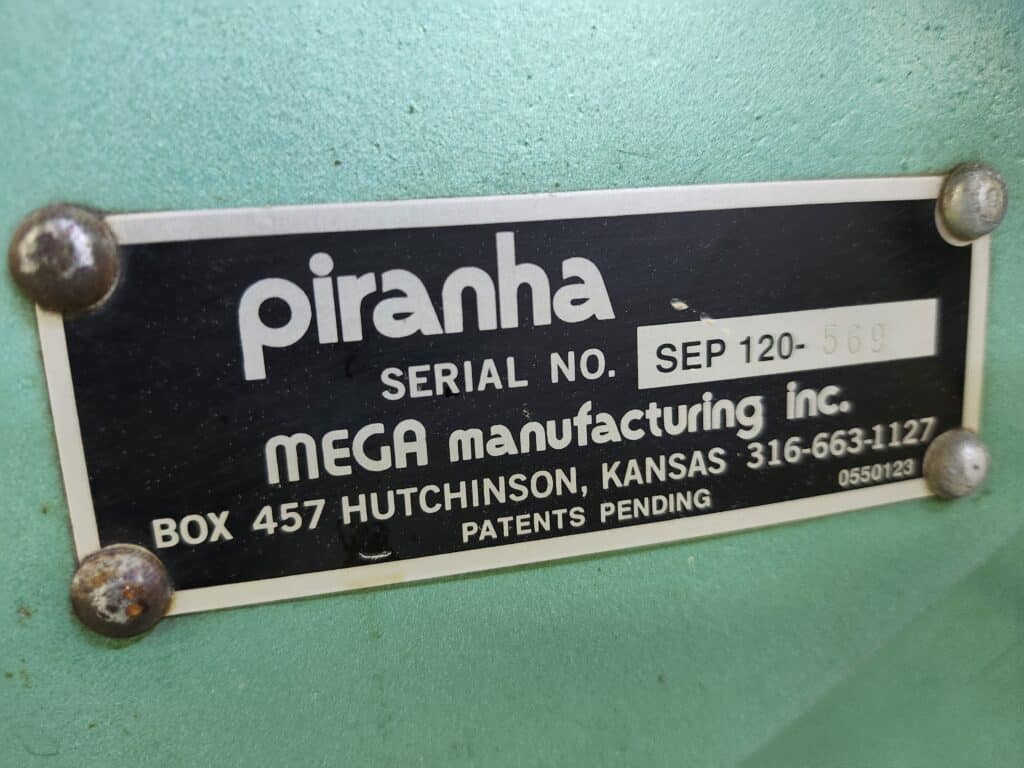 piranha
SERIAL NO. SEP 120- 569
MEGA manufacturing inc.
BOX 457 HUTCHINSON, KANSAS 316-663-1127
PATENTS PENDING 0550123